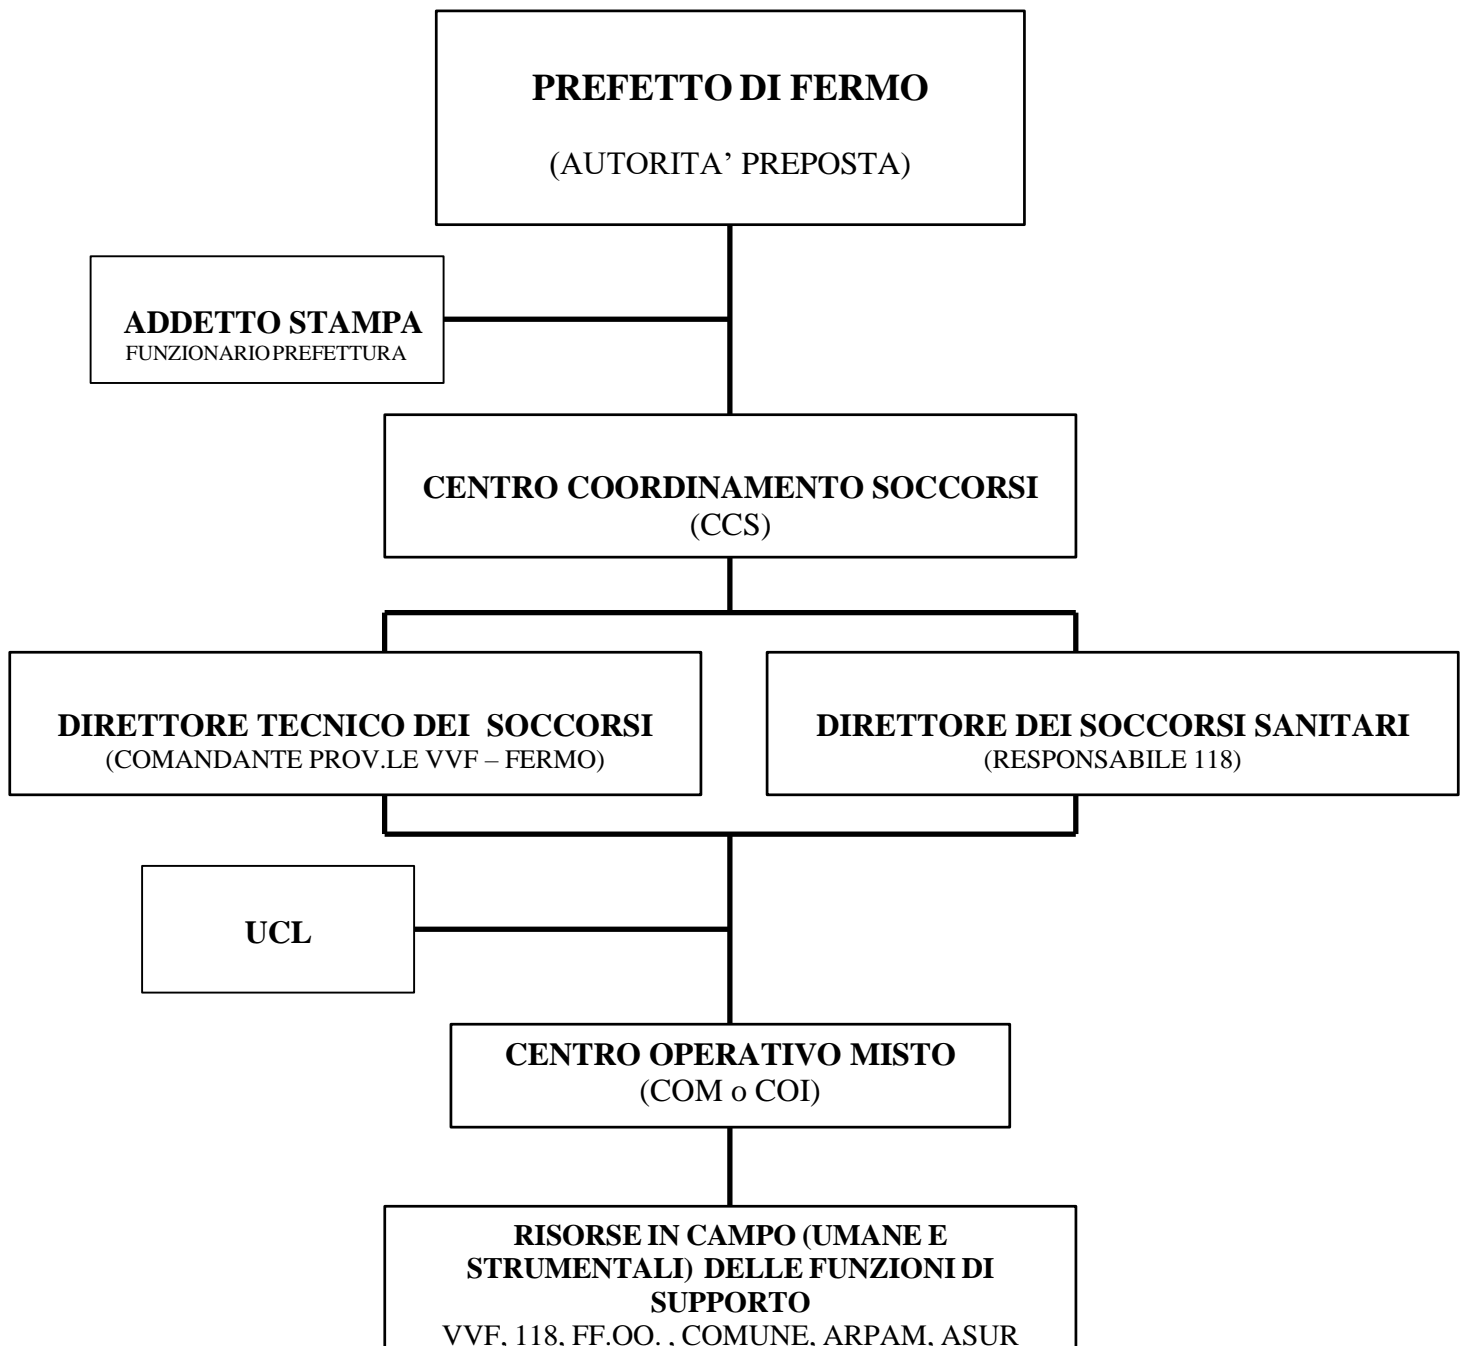 PREFETTO DI FERMO
(AUTORITA’ PREPOSTA)
ADDETTO STAMPA
FUNZIONARIO PREFETTURA
CENTRO COORDINAMENTO SOCCORSI
(CCS)
DIRETTORE TECNICO DEI SOCCORSI
(COMANDANTE PROV.LE VVF – FERMO)
DIRETTORE DEI SOCCORSI SANITARI
(RESPONSABILE 118)
UCL
CENTRO OPERATIVO MISTO
(COM o COI)
RISORSE IN CAMPO (UMANE E
STRUMENTALI) DELLE FUNZIONI DI
SUPPORTO
VVF, 118, FF.OO. , COMUNE, ARPAM, ASUR